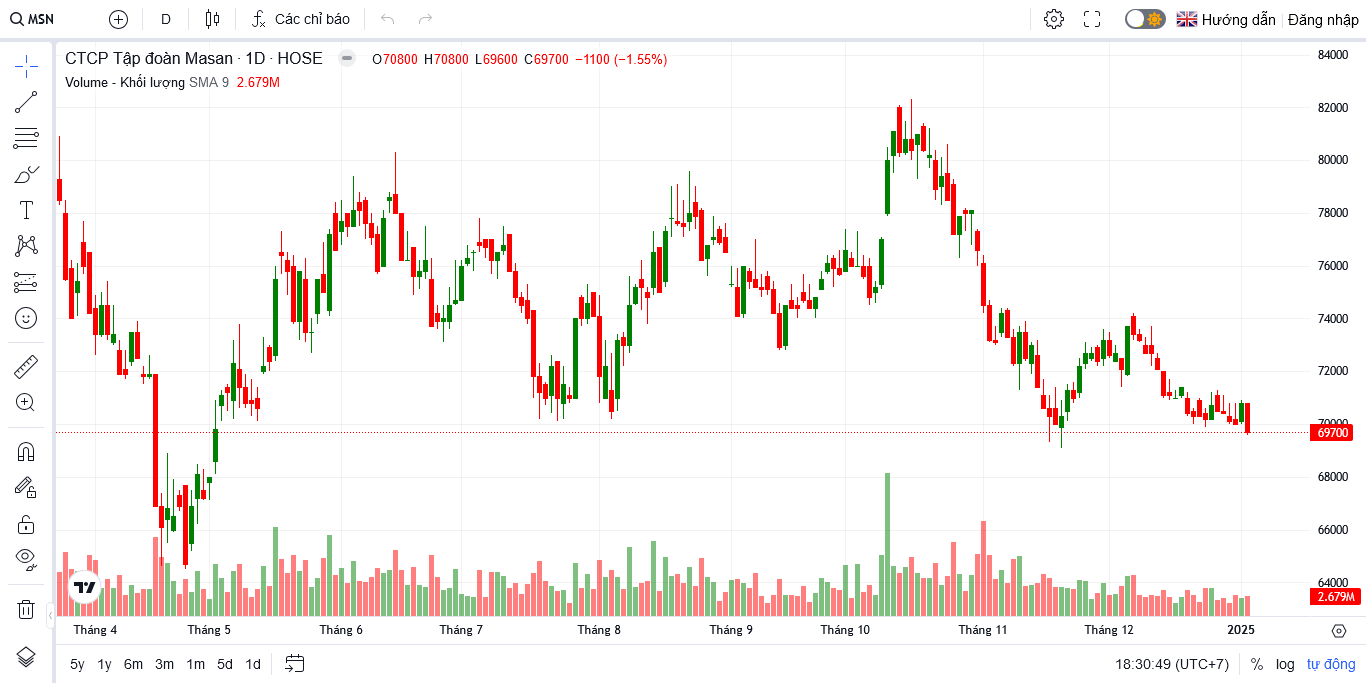 MSN D Các chỉ báo Hướng dẫn Đăng nhập
CTCP Tập đoàn Masan · 1D · HOSE O70800 H70800 L69600 C69700 −1100 (−1.55%)
Volume - Khối lượng SMA 9 2.679M
84000
82000
80000
78000
76000
74000
72000
70000
69700
68000
66000
64000
2.679M
Tháng 4 Tháng 5 Tháng 6 Tháng 7 Tháng 8 Tháng 9 Tháng 10 Tháng 11 Tháng 12 2025
5y 1y 6m 3m 1m 5d 1d 18:30:49 (UTC+7) % log tự động